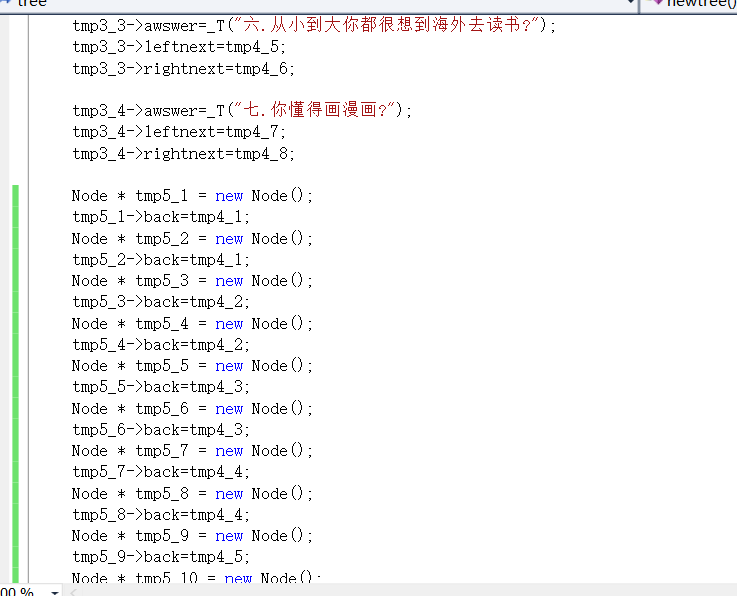 tree
newtree()
tmp3_3->awswer=_T("六.从小到大你都很想到海外去读书?");
tmp3_3->leftnext=tmp4_5;
tmp3_3->rightnext=tmp4_6;
tmp3_4->awswer=_T("七.你懂得画漫画?");
tmp3_4->leftnext=tmp4_7;
tmp3_4->rightnext=tmp4_8;
Node * tmp5_1 = new Node();
tmp5_1->back=tmp4_1;
Node * tmp5_2 = new Node();
tmp5_2->back=tmp4_1;
Node * tmp5_3 = new Node();
tmp5_3->back=tmp4_2;
Node * tmp5_4 = new Node();
tmp5_4->back=tmp4_2;
Node * tmp5_5 = new Node();
tmp5_5->back=tmp4_3;
Node * tmp5_6 = new Node();
tmp5_6->back=tmp4_3;
Node * tmp5_7 = new Node();
tmp5_7->back=tmp4_4;
Node * tmp5_8 = new Node();
tmp5_8->back=tmp4_4;
Node * tmp5_9 = new Node();
tmp5_9->back=tmp4_5;
Node * tmp5_10 = new Node();
00 %